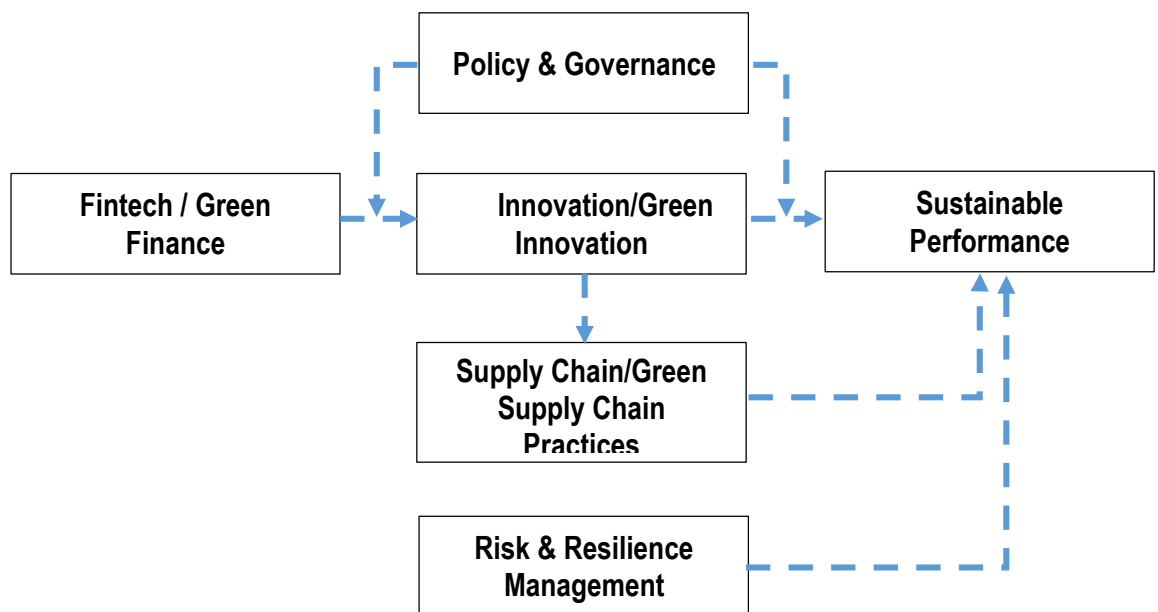 Policy & Governance
Fintech / Green
Finance
Innovation/Green
Innovation
Sustainable
Performance
Supply Chain/Green
Supply Chain
Practices
Risk & Resilience
Management